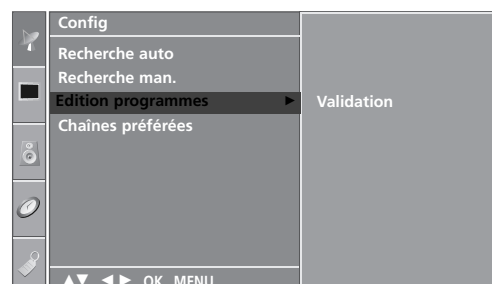 Config
Recherche auto
Recherche man.
Edition programmes ►
Validation
Chaînes préférées
▲▼ ◄ ► OK MENU